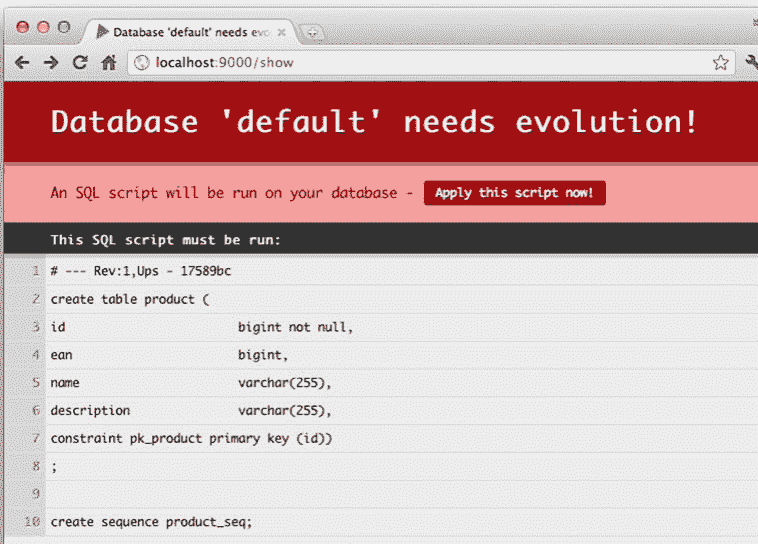 Database 'default' needs evo
localhost:9000/show
Database 'default' needs evolution!
An SQL script will be run on your database - Apply this script now!
This SQL script must be run:
1 # --- Rev:1,Ups - 17589bc
2 create table product (
3 id bigint not null,
4 ean bigint,
5 name varchar(255),
6 description varchar(255),
7 constraint pk_product primary key (id))
8 ;
9
10 create sequence product_seq;